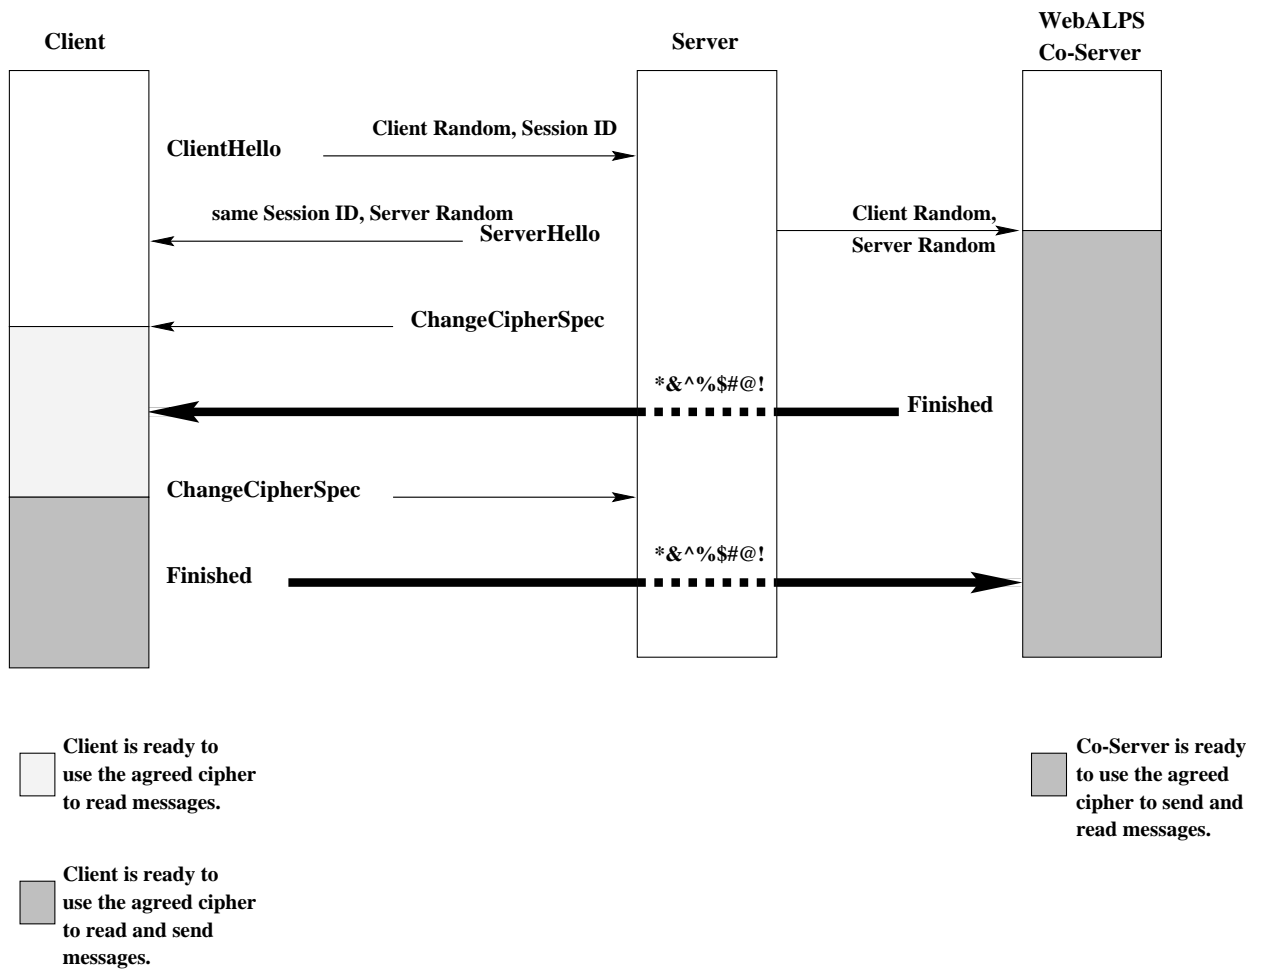 Client
Server
WebALPS
Co-Server
Client Random, Session ID
ClientHello
same Session ID, Server Random
ServerHello
Client Random,
Server Random
ChangeCipherSpec
*&^%$#@!
Finished
ChangeCipherSpec
*&^%$#@!
Finished
Client is ready to
use the agreed cipher
to read messages.
Co-Server is ready
to use the agreed
cipher to send and
read messages.
Client is ready to
use the agreed cipher
to read and send
messages.